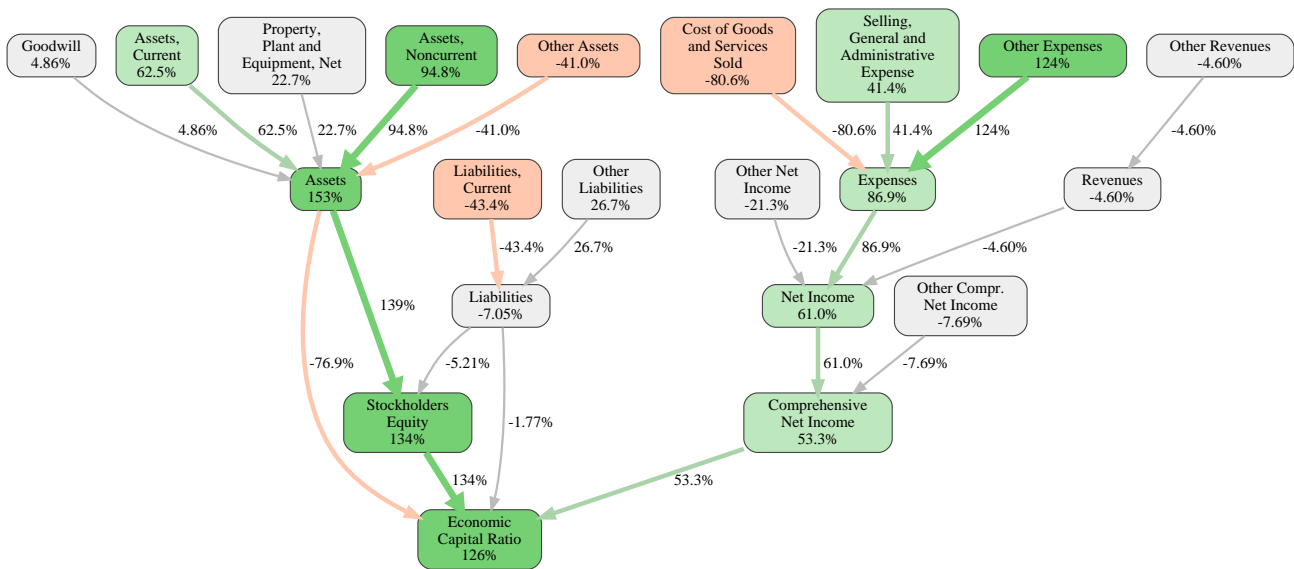 Goodwill
4.86%
Assets,
Current
62.5%
Property,
Plant and
Equipment, Net
22.7%
Assets,
Noncurrent
94.8%
Other Assets
-41.0%
Cost of Goods
and Services
Sold
-80.6%
Selling,
General and
Administrative
Expense
41.4%
Other Expenses
124%
Other Revenues
-4.60%
4.86%
62.5%
22.7%
94.8%
-41.0%
-80.6%
41.4%
124%
-4.60%
Assets
153%
Liabilities,
Current
-43.4%
Other
Liabilities
26.7%
Other Net
Income
-21.3%
Expenses
86.9%
Revenues
-4.60%
-43.4%
26.7%
-21.3%
86.9%
-4.60%
139%
Liabilities
-7.05%
Net Income
61.0%
Other Compr.
Net Income
-7.69%
-76.9%
-5.21%
61.0%
-7.69%
Stockholders
Equity
134%
-1.77%
Comprehensive
Net Income
53.3%
134%
53.3%
Economic
Capital Ratio
126%